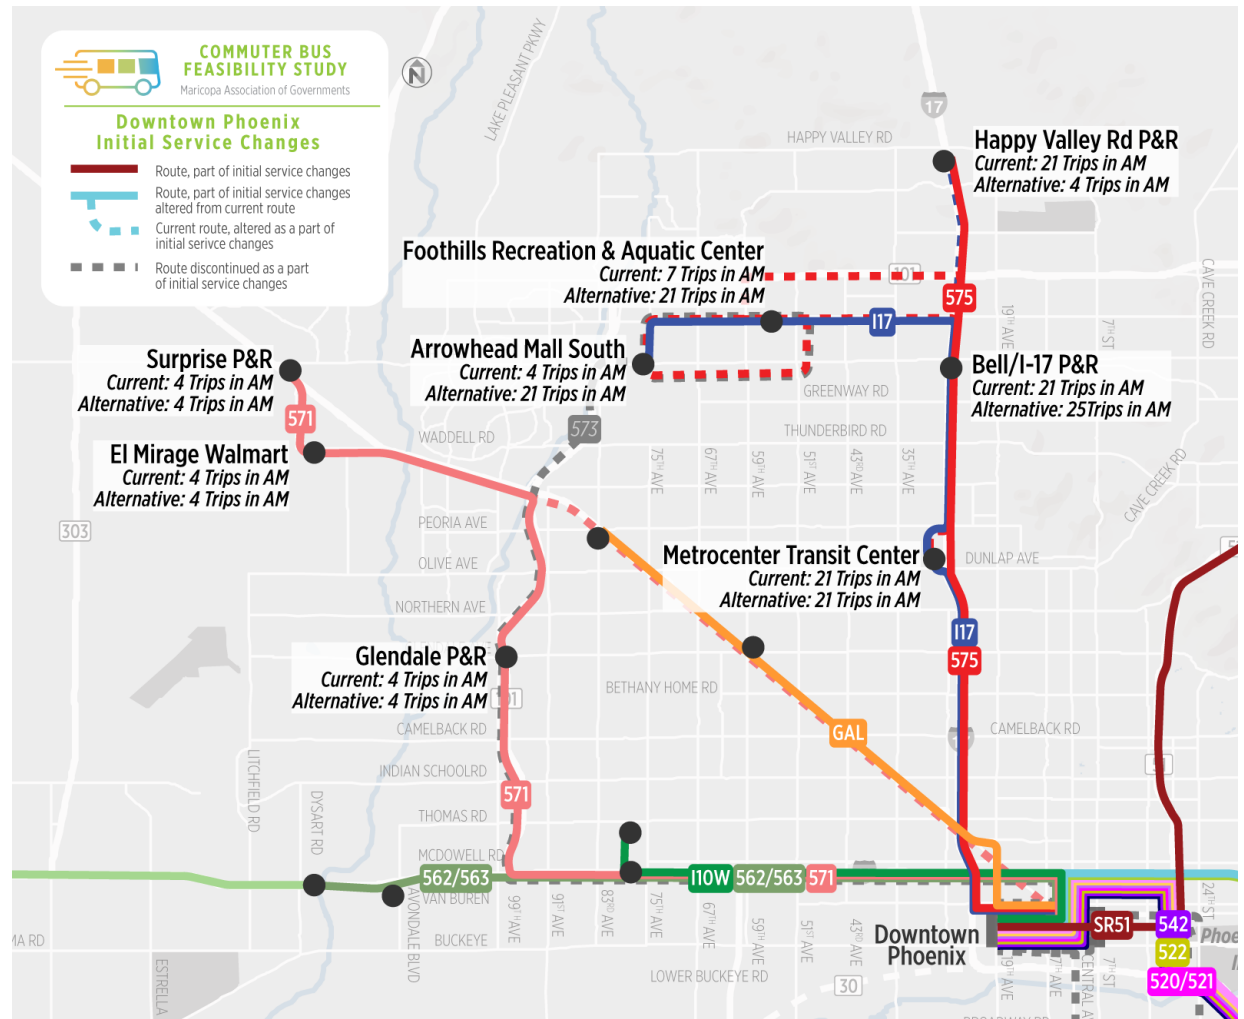 COMMUTER BUS
FEASIBILITY STUDY
Maricopa Association of Governments
Downtown Phoenix
Initial Service Changes
Route, part of initial service changes
Route, part of initial service changes
altered from current route
Current route, altered as a part of
initial serivce changes
Route discontinued as a part
of initial service changes
N
LAKE PLEASANT PKWY
17
HAPPY VALLEY RD
Happy Valley Rd P&R
Current: 21 Trips in AM
Alternative: 4 Trips in AM
Foothills Recreation & Aquatic Center
Current: 7 Trips in AM
Alternative: 21 Trips in AM
101
575
CAVE CREEK RD
19TH AVE
7TH ST
I17
Arrowhead Mall South
Current: 4 Trips in AM
Alternative: 21 Trips in AM
Surprise P&R
Current: 4 Trips in AM
Alternative: 4 Trips in AM
Bell/I-17 P&R
Current: 21 Trips in AM
Alternative: 25Trips in AM
GREENWAY RD
571
573
WADDELL RD
THUNDERBIRD RD
El Mirage Walmart
Current: 4 Trips in AM
Alternative: 4 Trips in AM
75TH AVE
67TH AVE
59TH AVE
51ST AVE
43RD AVE
35TH AVE
CAVE CREEK RD
303
PEORIA AVE
OLIVE AVE
Metrocenter Transit Center
Current: 21 Trips in AM
Alternative: 21 Trips in AM
DUNLAP AVE
NORTHERN AVE
I17
575
Glendale P&R
Current: 4 Trips in AM
Alternative: 4 Trips in AM
101
BETHANY HOME RD
CAMELBACK RD
GAL
CAMELBACK RD
INDIAN SCHOOLRD
LITCHFIELD RD
DYSART RD
571
THOMAS RD
MCDOWELL RD
562/563
I10W
562/563
571
VAN BUREN
AVONDALE BLVD
99TH AVE
91ST AVE
83RD AVE
75TH AVE
67TH AVE
59TH AVE
51ST AVE
43RD AVE
24TH ST
BUCKEYE
MA RD
Downtown
Phoenix
SR51
542
522
520/521
Phoe
ESTRELLA
LOWER BUCKEYE RD
30
19TH AVE
7TH AVE
CENTRAL AV
7TH ST
BROADWAY RD